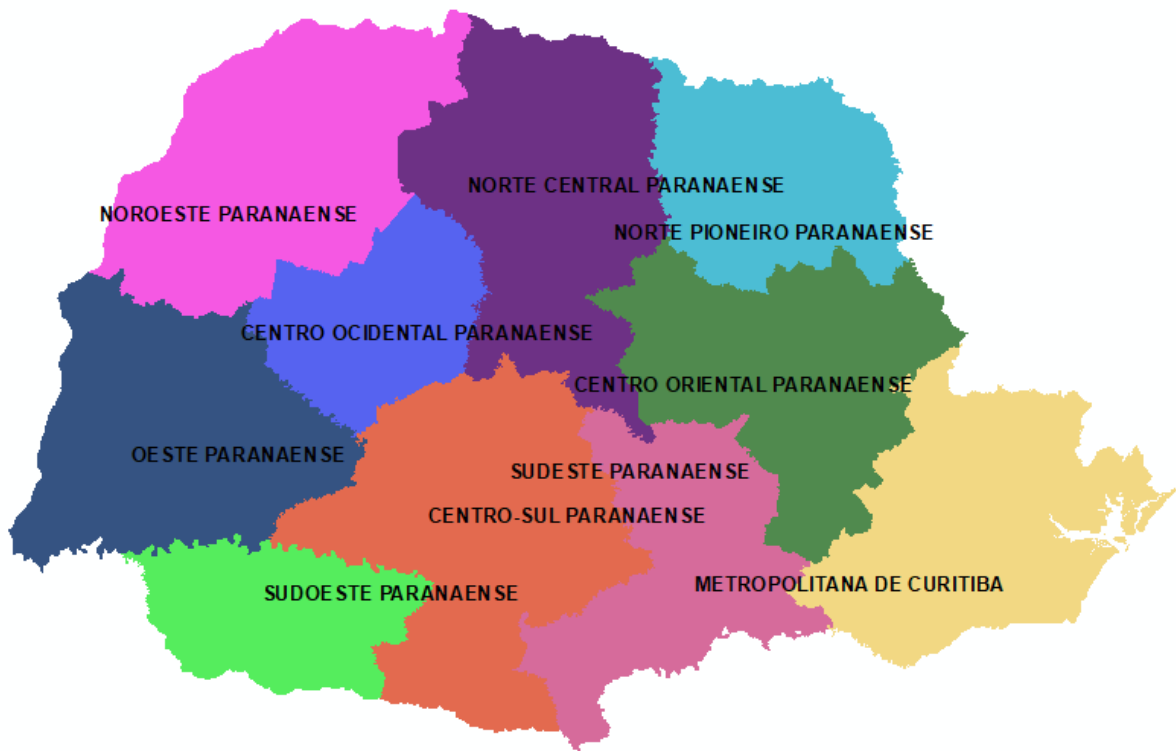 NORTE CENTRAL PARANAENSE
NOROESTE PARANAENSE
NORTE PIONEIRO PARANAENSE
CENTRO OCIDENTAL PARANAENSE
CENTRO ORIENTAL PARANAENSE
OESTE PARANAENSE
SUDESTE PARANAENSE
CENTRO-SUL PARANAENSE
METROPOLITANA DE CURITIBA
SUDOESTE PARANAENSE